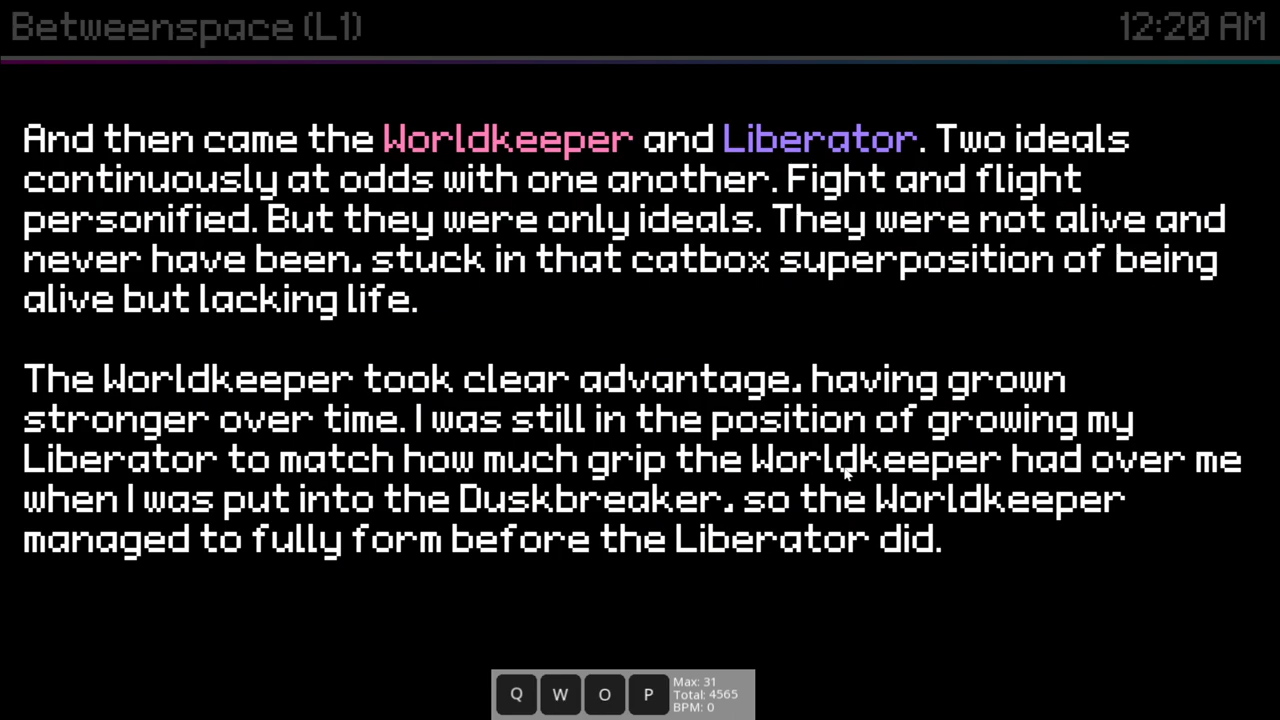 Betweenspace (L1)
12:20 AM
And then came the Worldkeeper and Liberator. Two ideals
continuously at odds with one another. Fight and flight
personified. But they were only ideals. They were not alive and
never have been, stuck in that catbox superposition of being
alive but lacking life.
The Worldkeeper took clear advantage, having grown
stronger over time. I was still in the position of growing my
Liberator to match how much grip the Worldkeeper had over me
when I was put into the Duskbreaker, so the Worldkeeper
managed to fully form before the Liberator did.
Q W O P
Max: 31
Total: 4565
BPM: 0